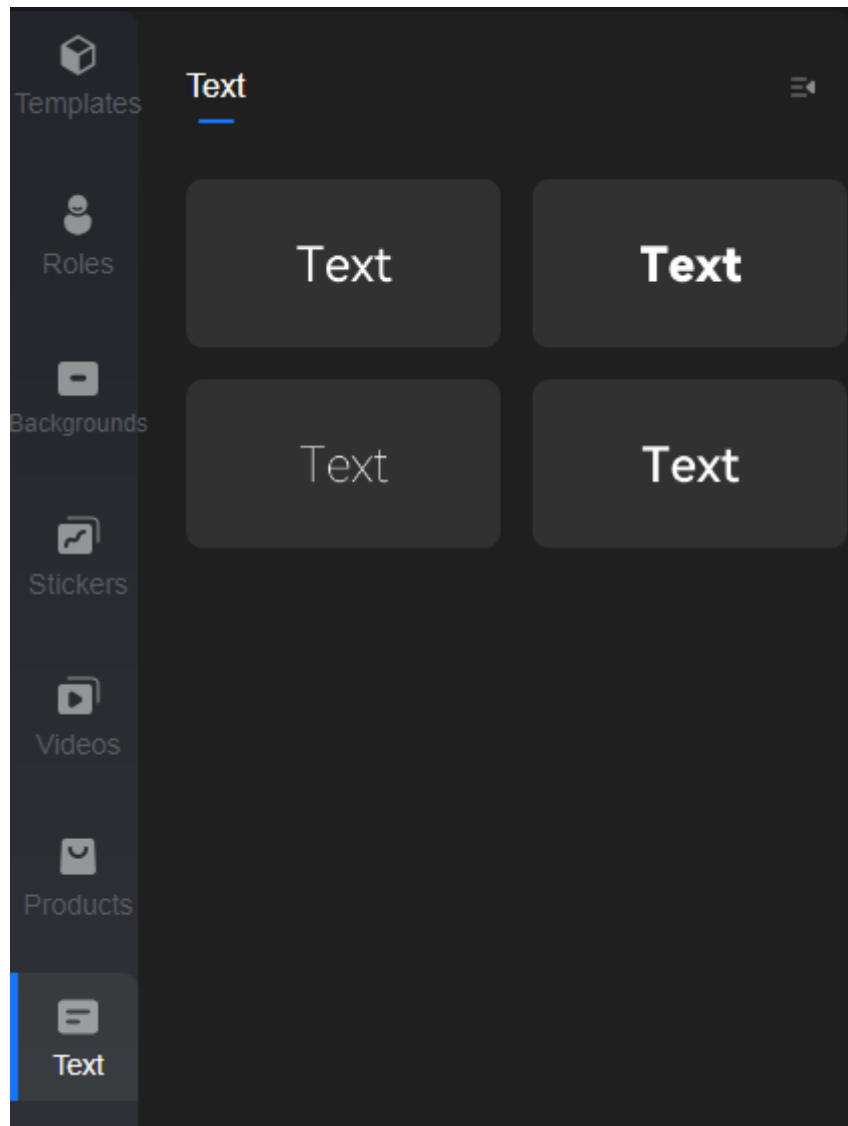 Templates
Roles
Backgrounds
Stickers
Videos
Products
Text
Text
Text
Text
Text
Text